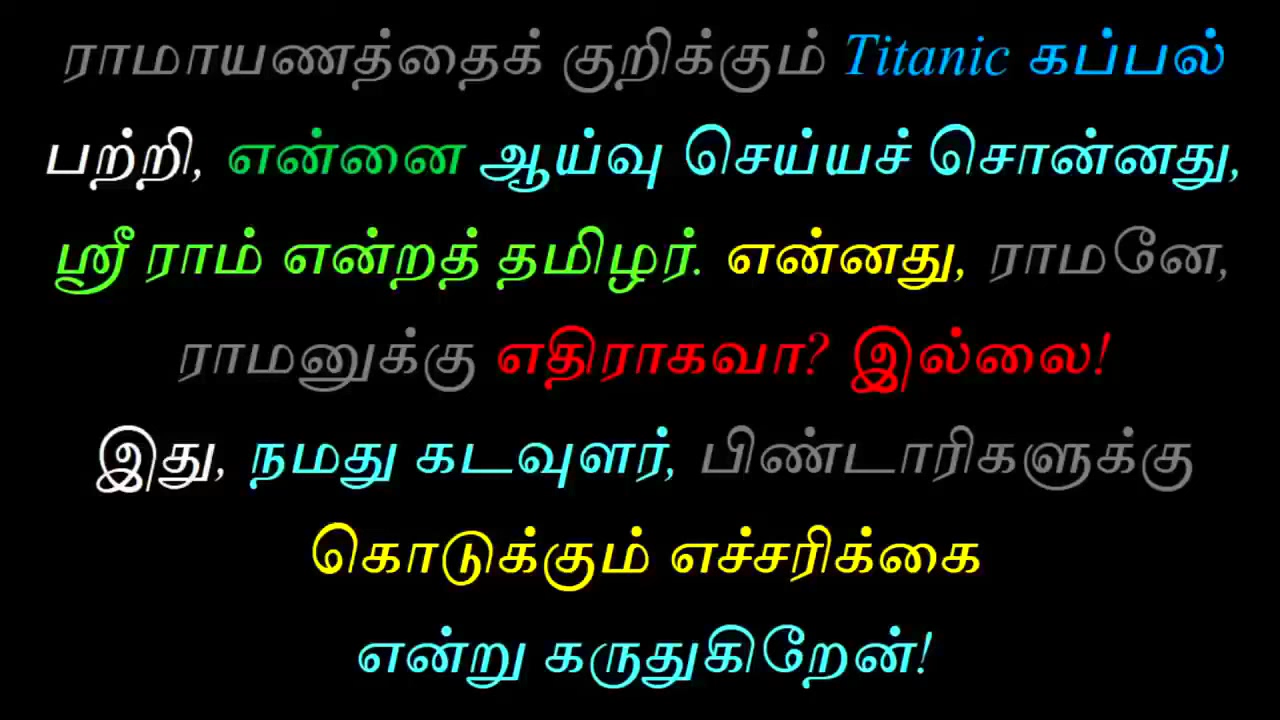 ராமாயணத்தைக் குறிக்கும் Titanic கப்பல்
பற்றி, என்னை ஆய்வு செய்யச் சொன்னது,
ஸ்ரீ ராம் என்றத் தமிழர். என்னது, ராமனே,
ராமனுக்கு எதிராகவா? இல்லை!
இது, நமது கடவுளர், பிண்டாரிகளுக்கு
கொடுக்கும் எச்சரிக்கை
என்று கருதுகிறேன்!